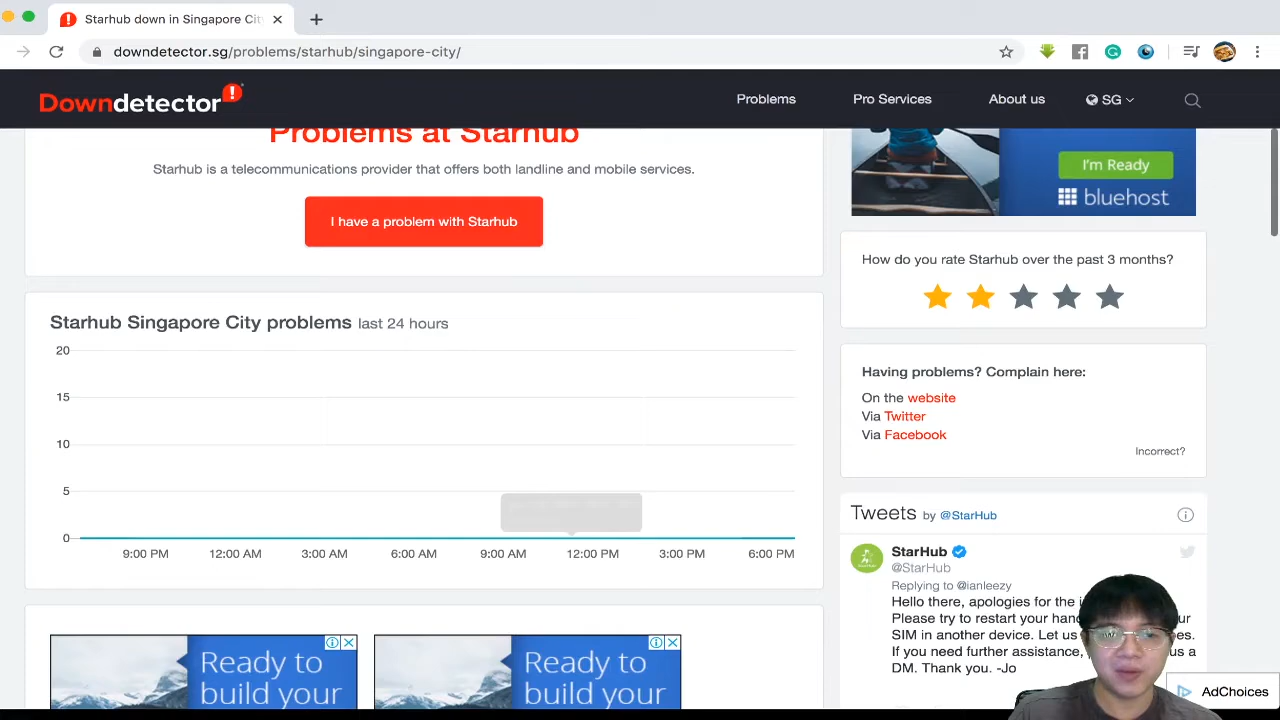 Starhub down in Singapore Cit
downdetector.sg/problems/starhub/singapore-city/
Downdetector
Problems
Pro Services
About us
SG
Problems at Starhub
Starhub is a telecommunications provider that offers both landline and mobile services.
I have a problem with Starhub
I'm Ready
bluehost
How do you rate Starhub over the past 3 months?
Starhub Singapore City problems last 24 hours
20
15
10
5
0
9:00 PM 12:00 AM 3:00 AM 6:00 AM 9:00 AM 12:00 PM 3:00 PM 6:00 PM
Having problems? Complain here:
On the website
Via Twitter
Via Facebook
Incorrect?
Tweets by @StarHub
StarHub
@StarHub
Replying to @ianleezy
Hello there, apologies for the
Please try to restart your
SIM in another device. Let us
If you need further assistance, us a
DM. Thank you. -Jo
Ready to
build your
Ready to
build your
AdChoices